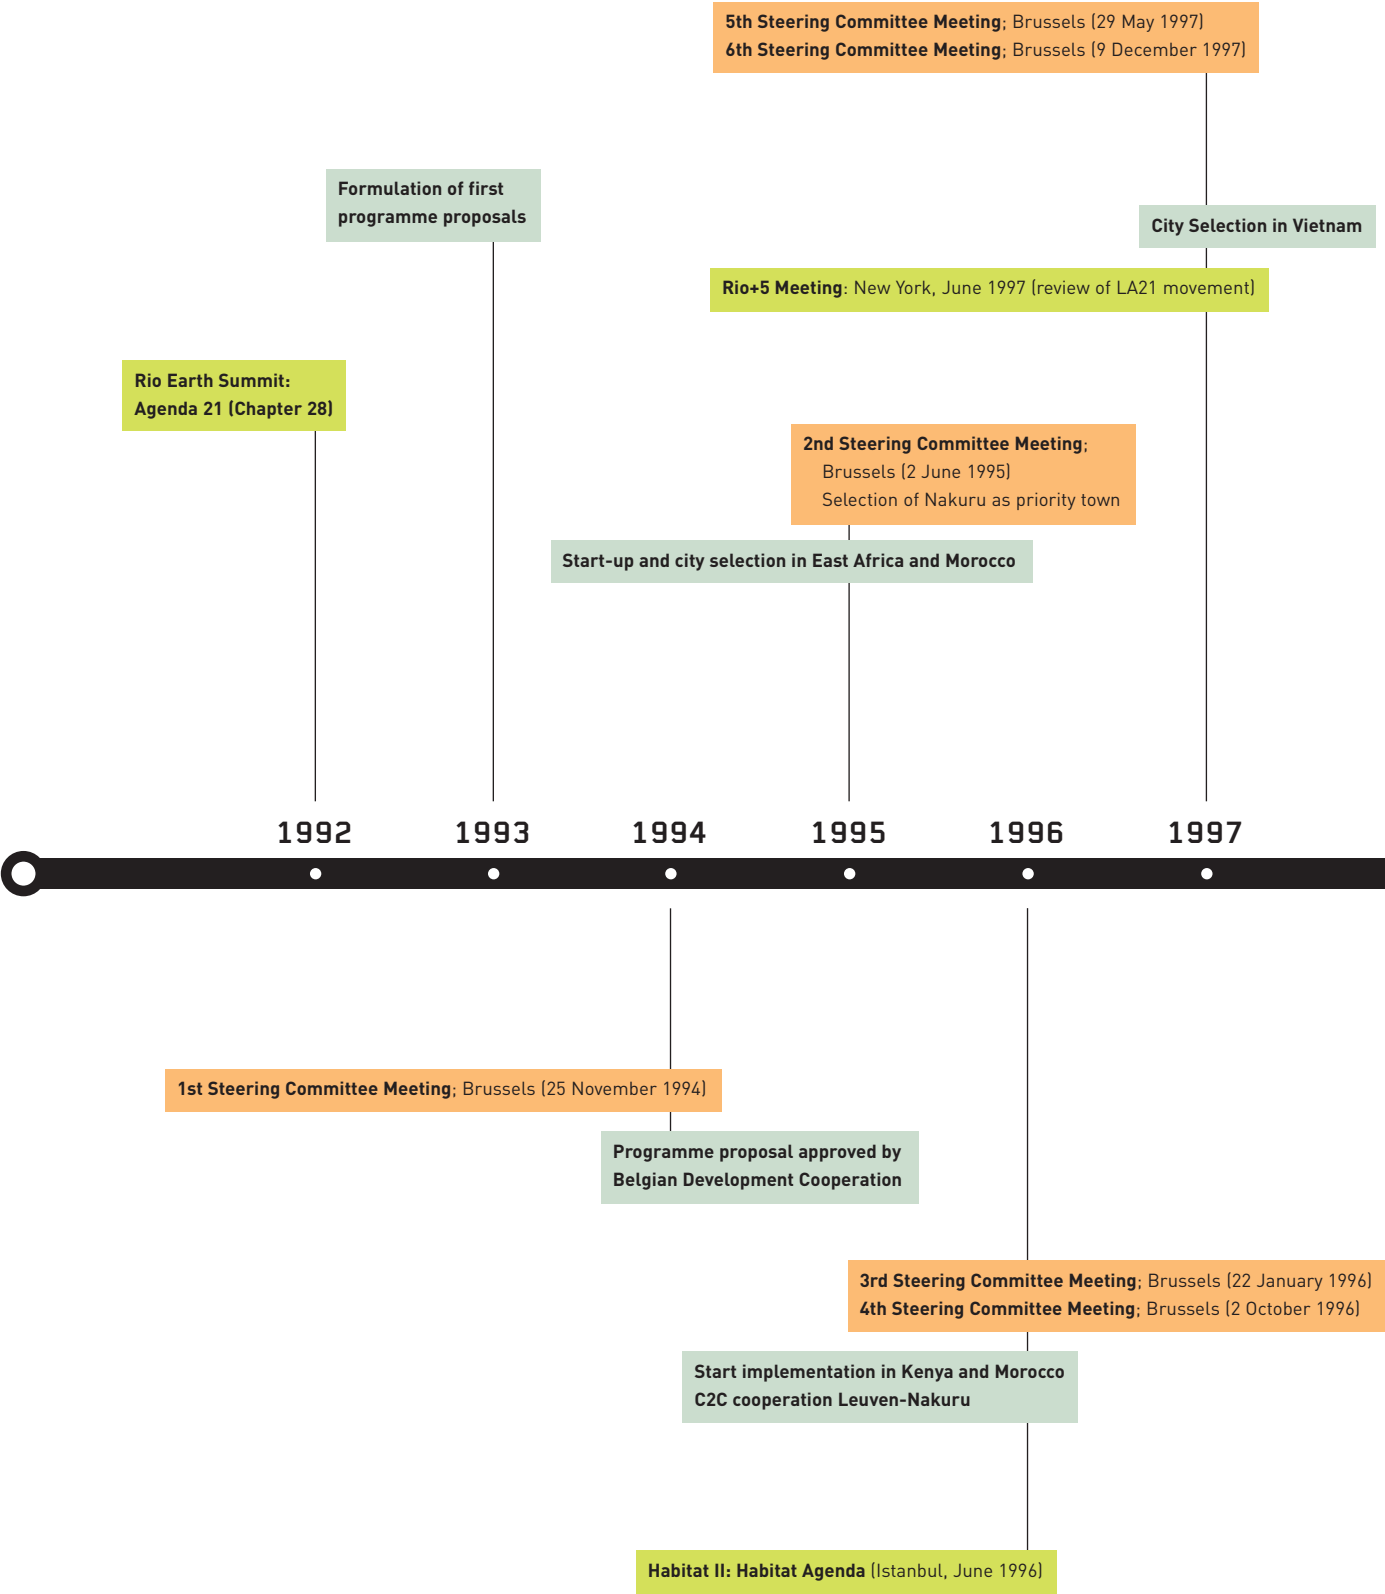 5th Steering Committee Meeting; Brussels (29 May 1997)
6th Steering Committee Meeting; Brussels (9 December 1997)
Formulation of first
programme proposals
City Selection in Vietnam
Rio+5 Meeting: New York, June 1997 (review of LA21 movement)
Rio Earth Summit:
Agenda 21 (Chapter 28)
2nd Steering Committee Meeting;
Brussels (2 June 1995)
Selection of Nakuru as priority town
Start-up and city selection in East Africa and Morocco
1992 1993 1994 1995 1996 1997
1st Steering Committee Meeting; Brussels (25 November 1994)
Programme proposal approved by
Belgian Development Cooperation
3rd Steering Committee Meeting; Brussels (22 January 1996)
4th Steering Committee Meeting; Brussels (2 October 1996)
Start implementation in Kenya and Morocco
C2C cooperation Leuven-Nakuru
Habitat II: Habitat Agenda (Istanbul, June 1996)